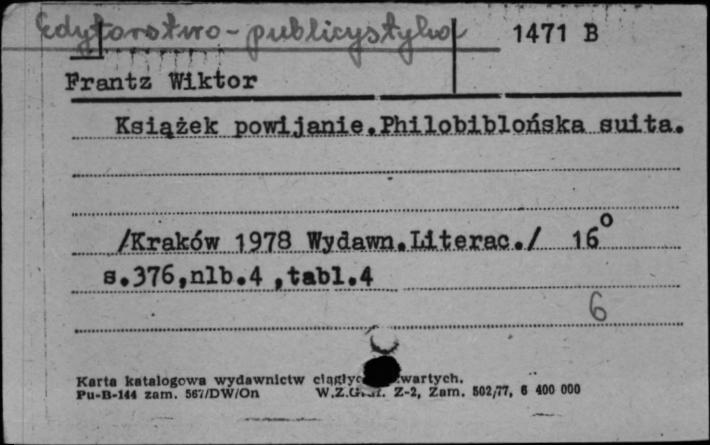 Edytorstwo - publicystyka
1471 B
Frantz Wiktor
Książek powijanie.Philobiblońska suita.
/Kraków 1978 Wydawn.Literac./ 16°
s.376,nlb.4 ,tabl.4
6
Karta katalogowa wydawnictw
Pu-B-144 zam. 567/DW/On W.Z.Graf. Z-2, Zam. 502/77, 6 400 000